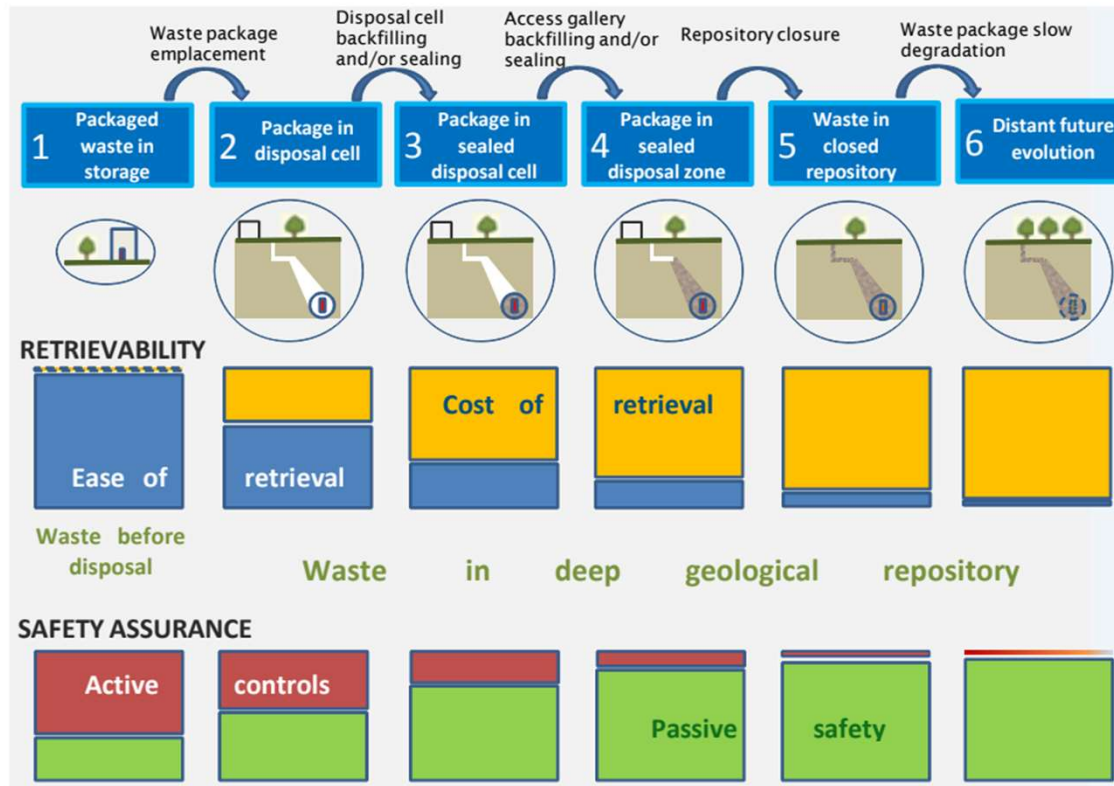 Waste package
emplacement
Disposal cell
backfilling
and/or sealing
Access gallery
backfilling and/or
sealing
Repository closure
Waste package slow
degradation
1 Packaged
waste in
storage
2 Package in
disposal cell
3 Package in
sealed
disposal cell
4 Package in
sealed
disposal zone
5 Waste in
closed
repository
6 Distant future
evolution
RETRIEVABILITY
Cost of retrieval
Ease of retrieval
Waste before
disposal
Waste in deep geological repository
SAFETY ASSURANCE
Active controls
Passive safety